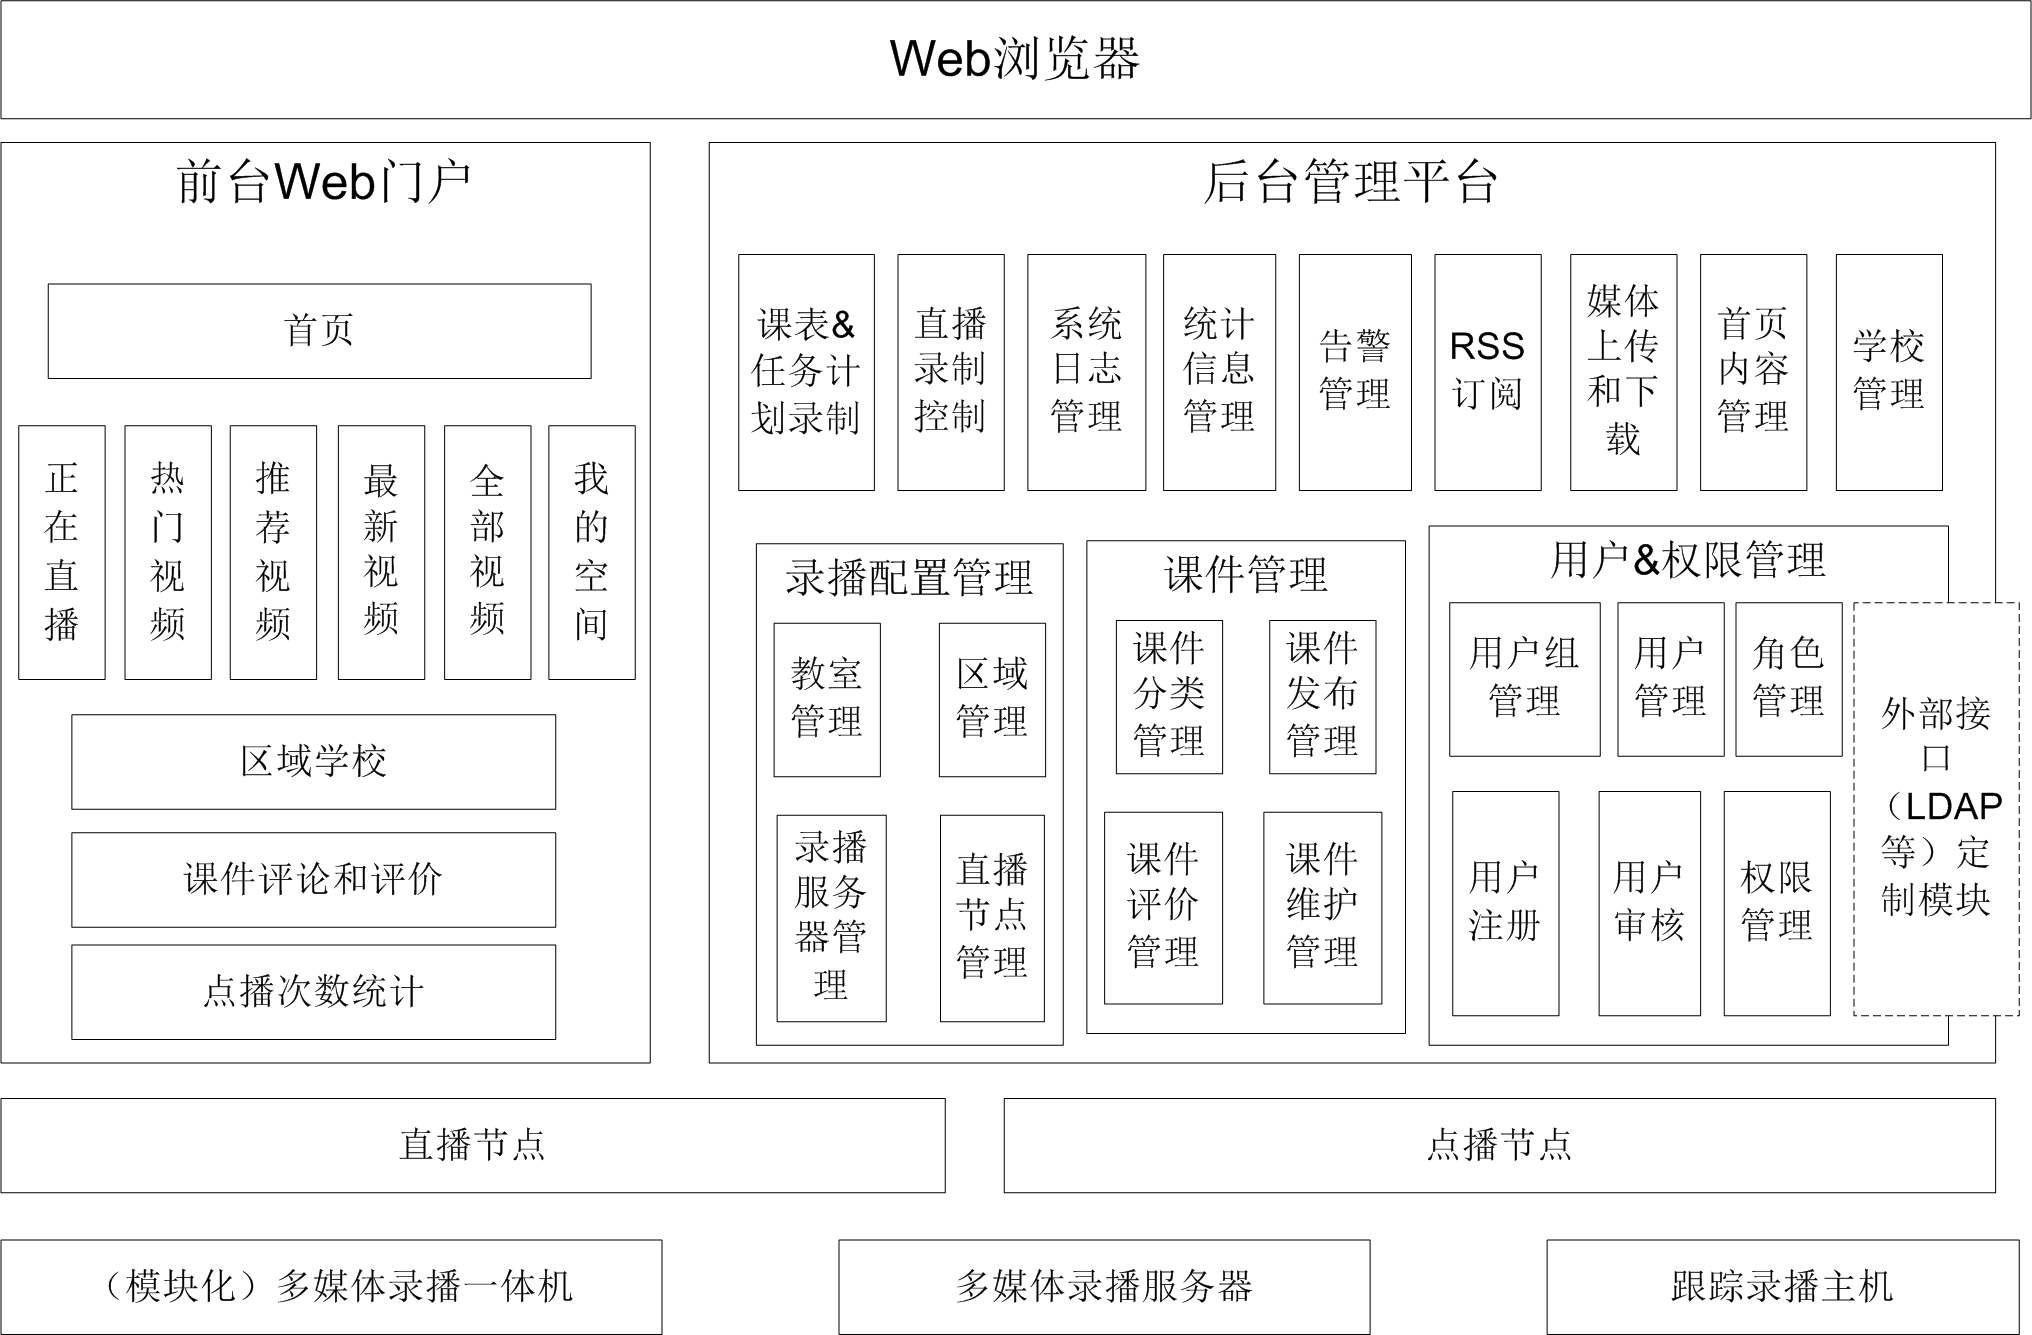 Web浏览器
前台Web门户
首页
正
在
直
播
热
门
视
频
推
荐
视
频
最
新
视
频
全
部
视
频
我
的
空
间
区域学校
课件评论和评价
点播次数统计
后台管理平台
课表&
任务计
划录制
直播
录制
控制
系统
日志
管理
统计
信息
管理
告警
管理
RSS
订阅
媒体
上传
和下
载
首页
内容
管理
学校
管理
录播配置管理
教室
管理
区域
管理
录播
服务
器管
理
直播
节点
管理
课件管理
课件
分类
管理
课件
发布
管理
课件
评价
管理
课件
维护
管理
用户&权限管理
用户组
管理
用户
管理
角色
管理
用户
注册
用户
审核
权限
管理
外部接
口
（LDAP
等）定
制模块
直播节点
点播节点
（模块化）多媒体录播一体机
多媒体录播服务器
跟踪录播主机